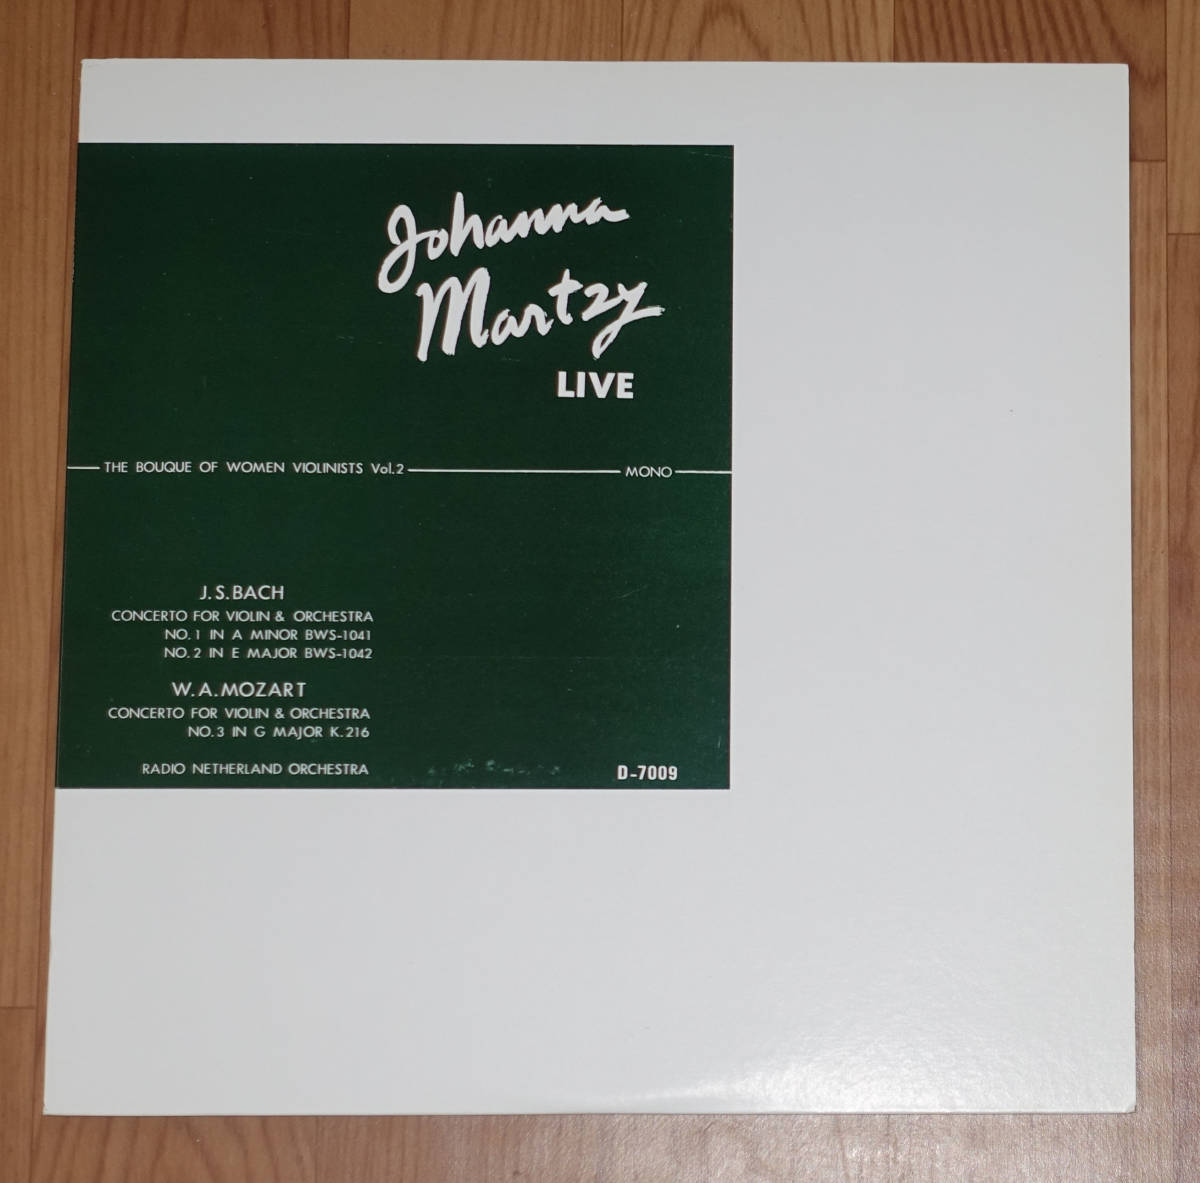 Johanna
Martzy
LIVE
THE BOUQUE OF WOMEN VIOLINISTS Vol.2 MONO
J.S.BACH
CONCERTO FOR VIOLIN & ORCHESTRA
NO.1 IN A MINOR BWS-1041
NO.2 IN E MAJOR BWS-1042
W.A.MOZART
CONCERTO FOR VIOLIN & ORCHESTRA
NO.3 IN G MAJOR K.216
RADIO NETHERLAND ORCHESTRA
D-7009